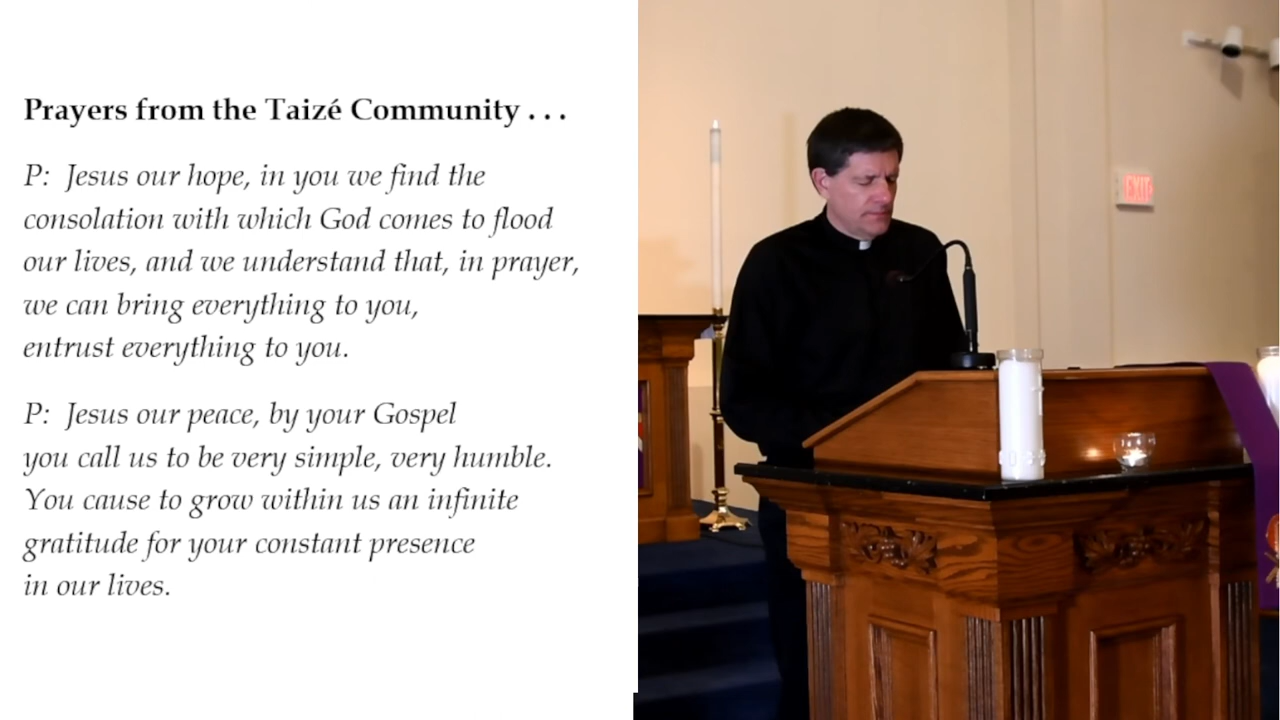 Prayers from the Taizé Community . . .
P: Jesus our hope, in you we find the
consolation with which God comes to flood
our lives, and we understand that, in prayer,
we can bring everything to you,
entrust everything to you.
P: Jesus our peace, by your Gospel
you call us to be very simple, very humble.
You cause to grow within us an infinite
gratitude for your constant presence
in our lives.
EXIT